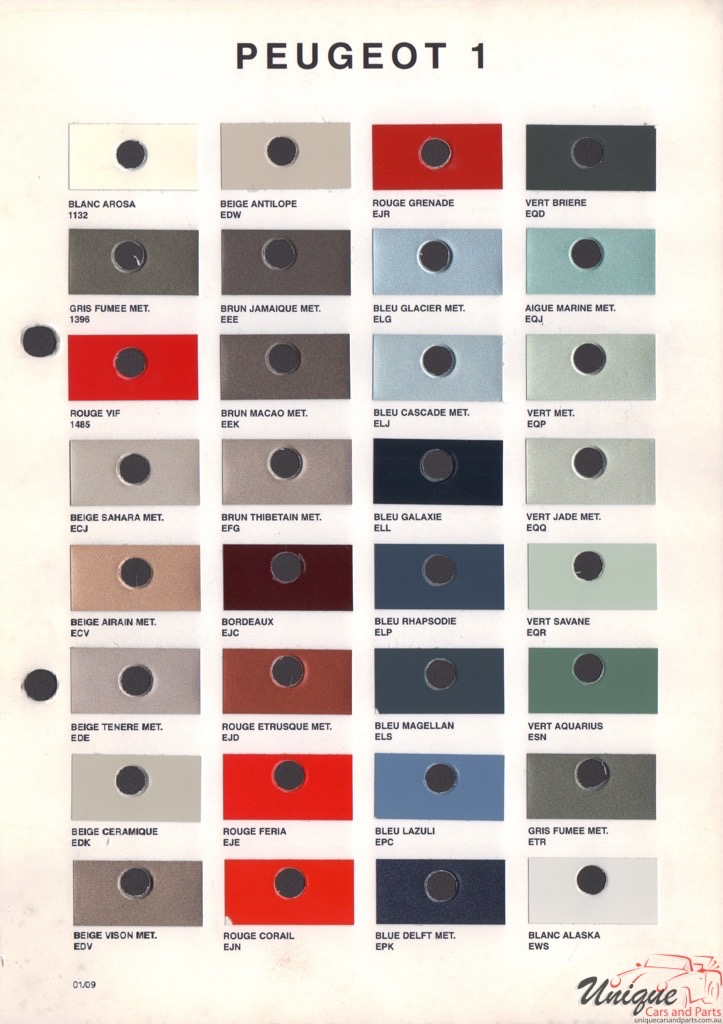 PEUGEOT 1
BLANC AROSA
1132
BEIGE ANTILOPE
EDW
ROUGE GRENADE
EJR
VERT BRIERE
EQD
GRIS FUMEE MET.
1396
BRUN JAMAIQUE MET.
EEE
BLEU GLACIER MET.
ELG
AIGUE MARINE MET.
EQJ
ROUGE VIF
1485
BRUN MACAO MET.
EEK
BLEU CASCADE MET.
ELJ
VERT MET.
EQP
BEIGE SAHARA MET.
ECJ
BRUN THIBETAIN MET.
EFG
BLEU GALAXIE
ELL
VERT JADE MET.
EQQ
BEIGE AIRAIN MET.
ECV
BORDEAUX
EJC
BLEU RHAPSODIE
ELP
VERT SAVANE
EQR
BEIGE TENERE MET.
EDE
ROUGE ETRUSQUE MET.
EJD
BLEU MAGELLAN
ELS
VERT AQUARIUS
ESN
BEIGE CERAMIQUE
EDK
ROUGE FERIA
EJE
BLEU LAZULI
EPC
GRIS FUMEE MET.
ETR
BEIGE VISON MET.
EDV
ROUGE CORAIL
EJN
BLUE DELFT MET.
EPK
BLANC ALASKA
EWS
01/09
Unique
Cars and Parts
uniquecarsandparts.com.au